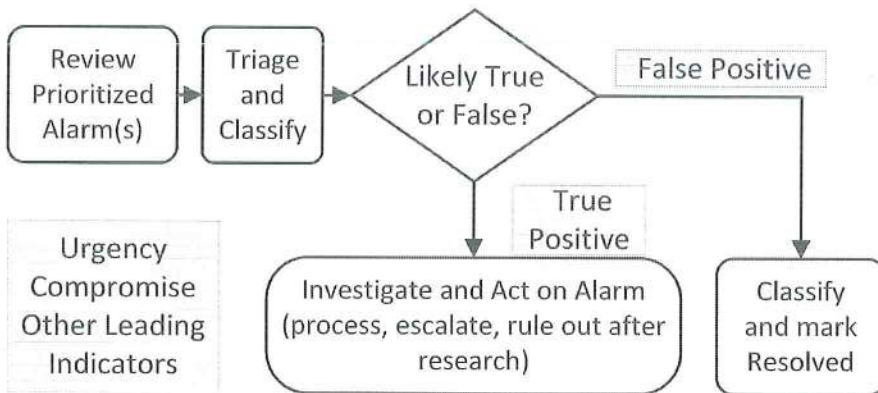 Review
Prioritized
Alarm(s)
Triage
and
Classify
Likely True
or False?
False Positive
True
Positive
Urgency
Compromise
Other Leading
Indicators
Investigate and Act on Alarm
(process, escalate, rule out after
research)
Classify
and mark
Resolved